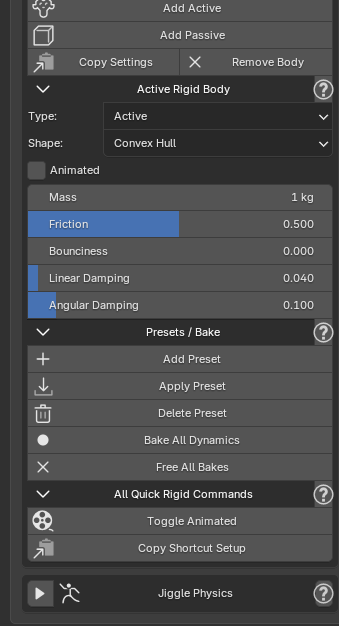 Add Active
Add Passive
Copy Settings Remove Body
Active Rigid Body ?
Type: Active
Shape: Convex Hull
Animated
Mass 1 kg
Friction 0.500
Bounciness 0.000
Linear Damping 0.040
Angular Damping 0.100
Presets / Bake ?
Add Preset
Apply Preset
Delete Preset
Bake All Dynamics
Free All Bakes
All Quick Rigid Commands ?
Toggle Animated
Copy Shortcut Setup
Jiggle Physics ?